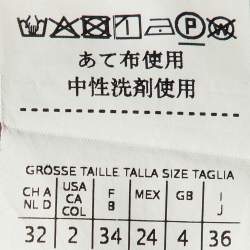 P
W
あて布使用
中性洗剤使用
GRÖSSE TAILLE TALLA SIZE TAGLIA
CH A NL D USA CA COL F B MEX GB I J
32 2 34 24 4 36